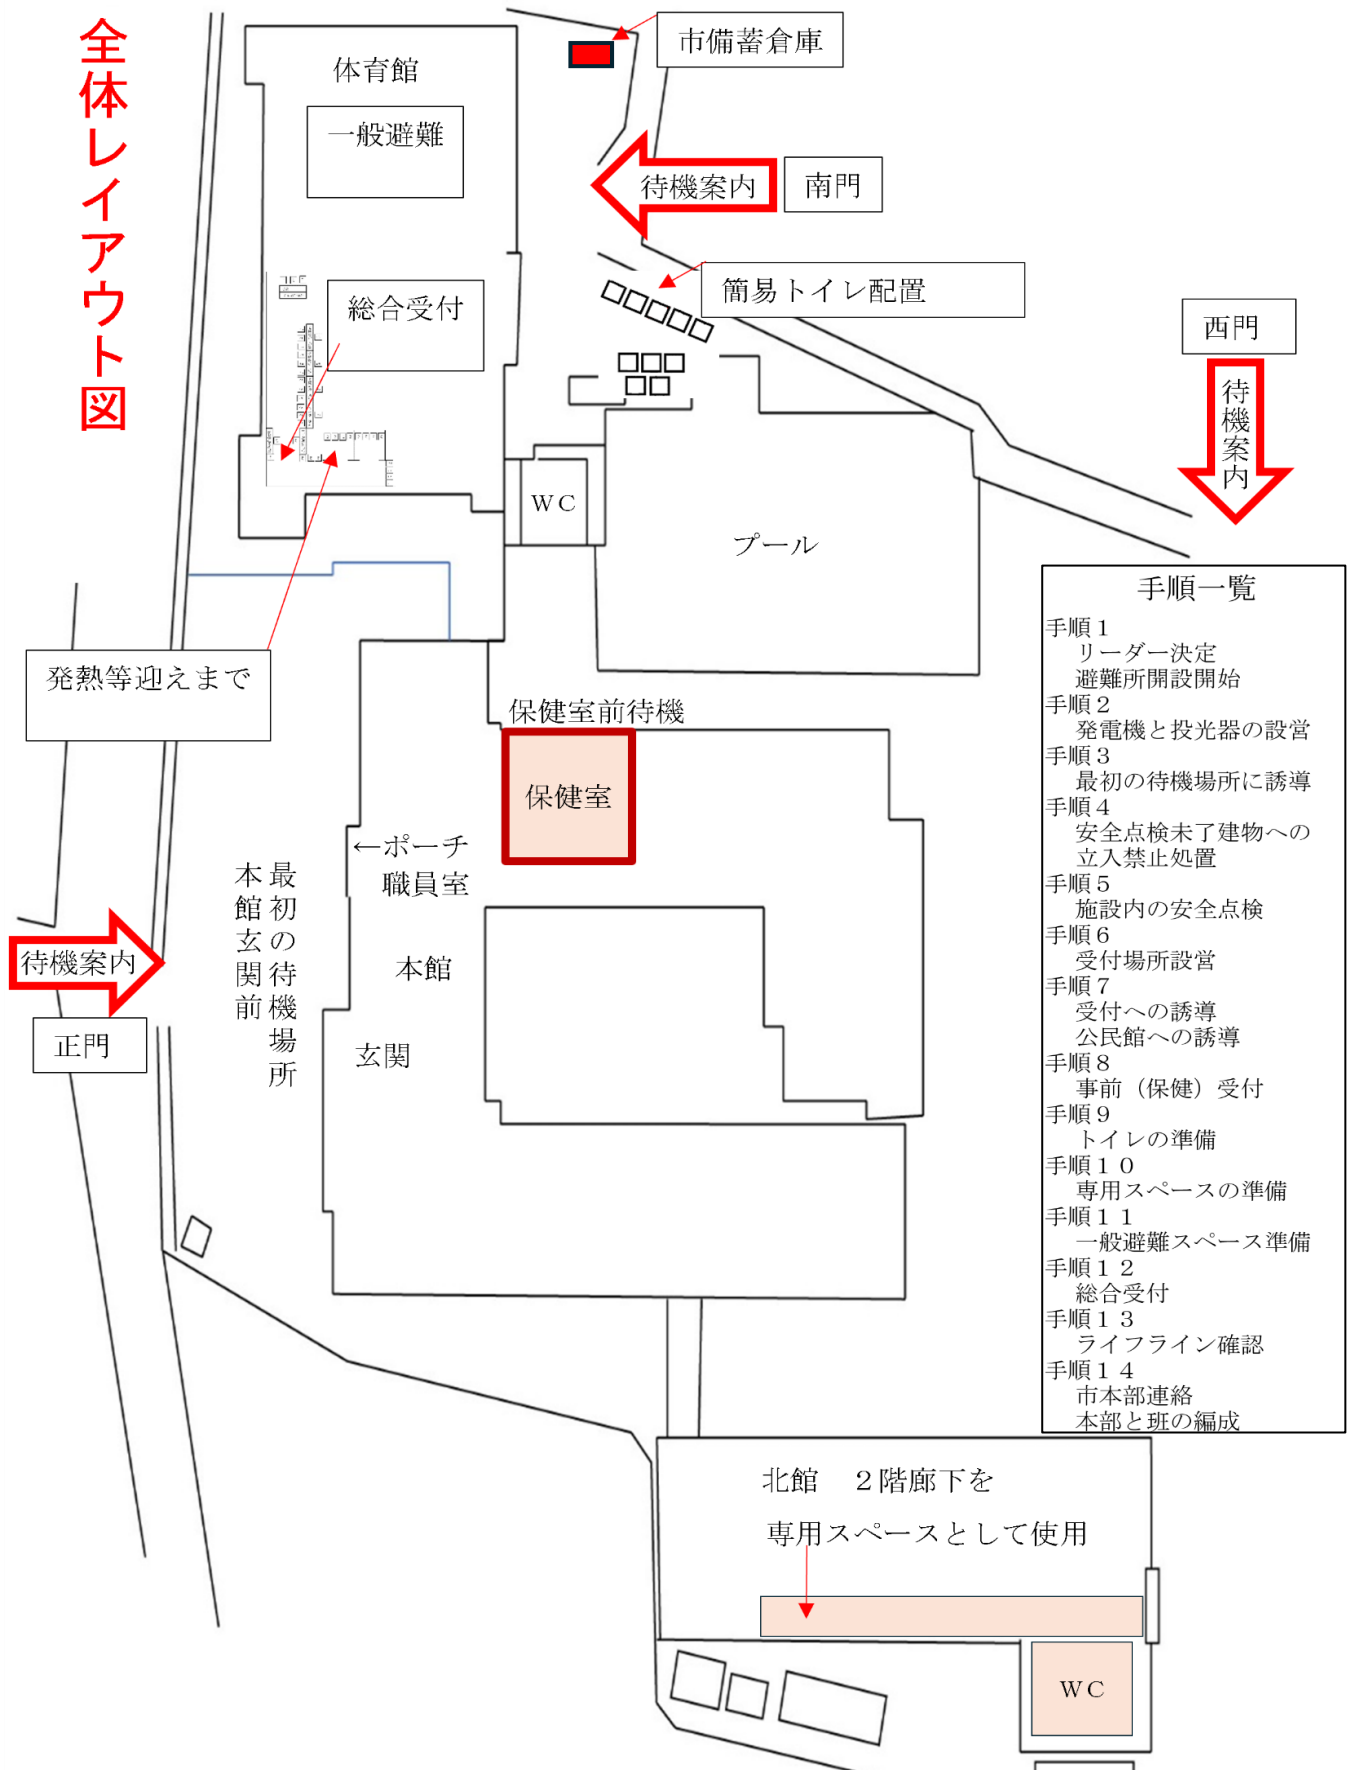 全体レイアウト図
市備蓄倉庫
体育館
一般避難
待機案内
南門
簡易トイレ配置
総合受付
西門
待機案内
WC
プール
発熱等迎えまで
保健室前待機
保健室
←ポーチ
職員室
最初の待機場所
本館玄関前
待機案内
正門
本館
玄関
手順一覧
手順1
リーダー決定
避難所開設開始
手順2
発電機と投光器の設営
手順3
最初の待機場所に誘導
手順4
安全点検未了建物への
立入禁止処置
手順5
施設内の安全点検
手順6
受付場所設営
手順7
受付への誘導
公民館への誘導
手順8
事前（保健）受付
手順9
トイレの準備
手順10
専用スペースの準備
手順11
一般避難スペース準備
手順12
総合受付
手順13
ライフライン確認
手順14
市本部連絡
本部と班の編成
北館　2階廊下を
専用スペースとして使用
WC